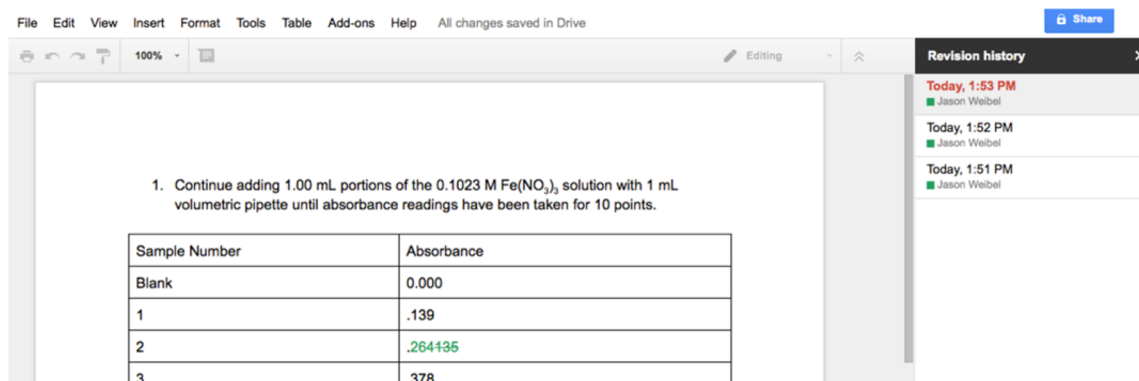 File Edit View Insert Format Tools Table Add-ons Help All changes saved in Drive
Share
100%
Editing
Revision history
Today, 1:53 PM
Jason Weibel
Today, 1:52 PM
Jason Weibel
Today, 1:51 PM
Jason Weibel
1. Continue adding 1.00 mL portions of the 0.1023 M Fe(NO₃)₃ solution with 1 mL
volumetric pipette until absorbance readings have been taken for 10 points.
Sample Number Absorbance
Blank 0.000
1 .139
2 .264135
3 .378